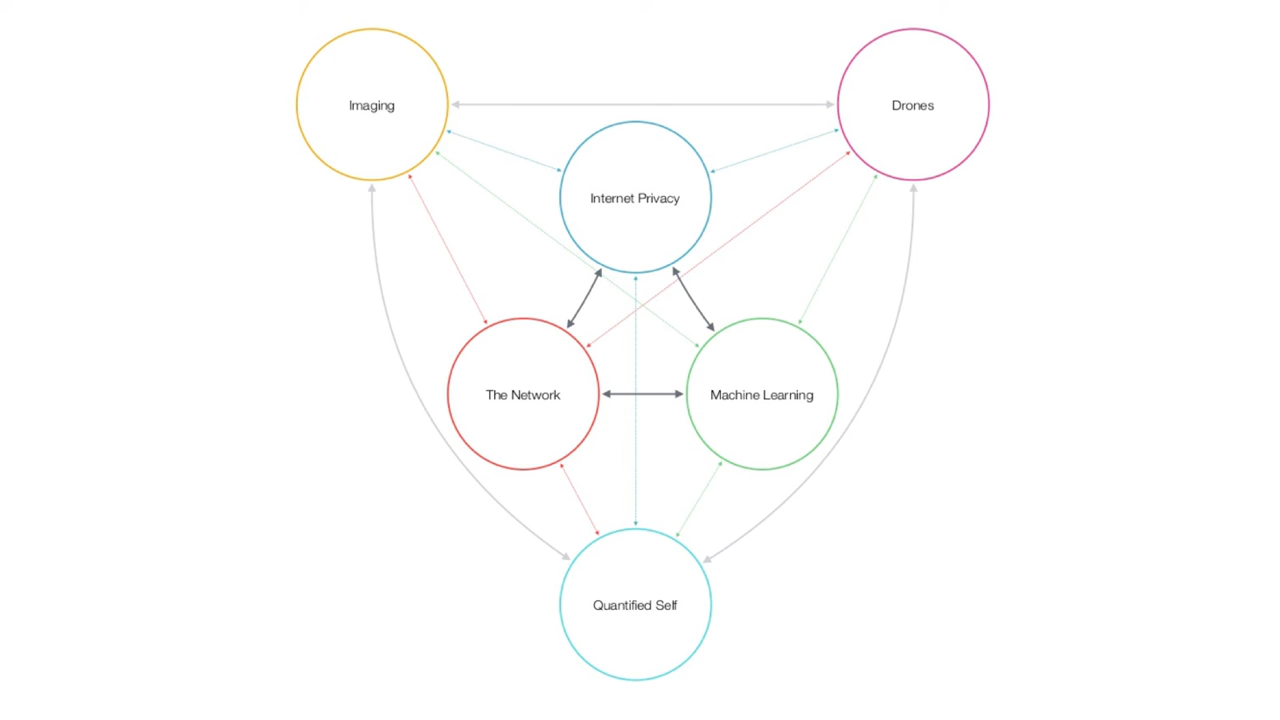 Imaging
Drones
Internet Privacy
The Network
Machine Learning
Quantified Self